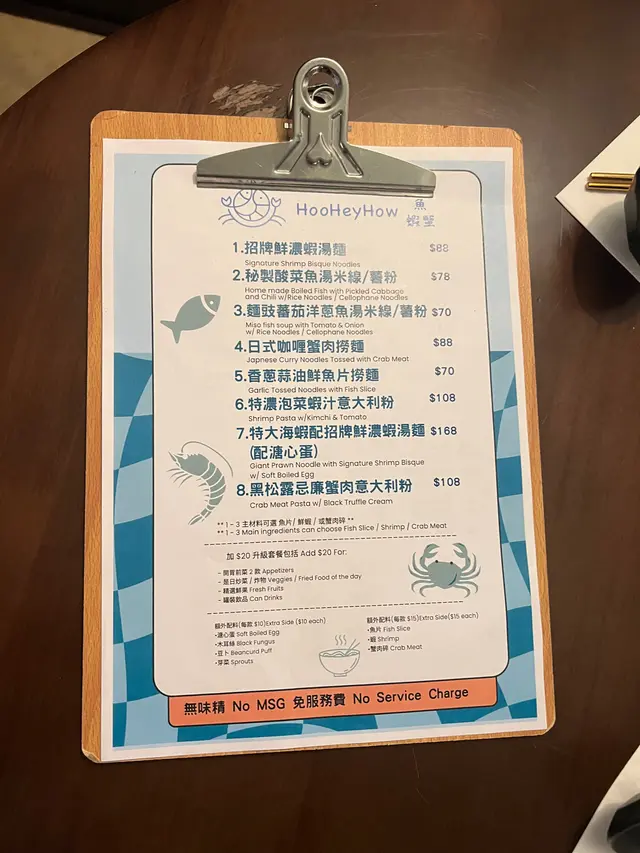 HooHeyHow 魚蝦蟹
1.招牌鮮濃蝦湯麵 $88
Signature Shrimp Bisque Noodles
2.秘製酸菜魚湯米線/薯粉 $78
Home made Boiled Fish with Pickled Cabbage
and Chili w/Rice Noodles / Cellophane Noodles
3.麵豉蕃茄洋蔥魚湯米線/薯粉 $70
Miso fish soup with Tomato & Onion
w/ Rice Noodles / Cellophane Noodles
4.日式咖喱蟹肉撈麵 $88
Japnese Curry Noodles Tossed with Crab Meat
5.香蔥蒜油鮮魚片撈麵 $70
Garlic Tossed Noodles with Fish Slice
6.特濃泡菜蝦汁意大利粉 $108
Shrimp Pasta w/Kimchi & Tomato
7.特大海蝦配招牌鮮濃蝦湯麵 $168
(配溏心蛋)
Giant Prawn Noodle with Signature Shrimp Bisque
w/ Soft Boiled Egg
8.黑松露忌廉蟹肉意大利粉 $108
Crab Meat Pasta w/ Black Truffle Cream
** 1 - 3 主材料可選 魚片/ 鮮蝦 / 或蟹肉碎 **
** 1 - 3 Main ingredients can choose Fish Slice / Shrimp / Crab Meat
加 $20 升級套餐包括 Add $20 For:
- 開胃前菜 2 款 Appetizers
- 是日炒菜 / 炸物 Veggies / Fried Food of the day
- 精選鮮果 Fresh Fruits
- 罐裝飲品 Can Drinks
額外配料(每款 $10)Extra Side ($10 each)
•溏心蛋 Soft Boiled Egg
•木耳絲 Black Fungus
•豆卜 Beancurd Puff
•芽菜 Sprouts
額外配料(每款 $15)Extra Side($15 each)
•魚片 Fish Slice
•蝦 Shrimp
•蟹肉碎 Crab Meat
無味精 No MSG 免服務費 No Service Charge